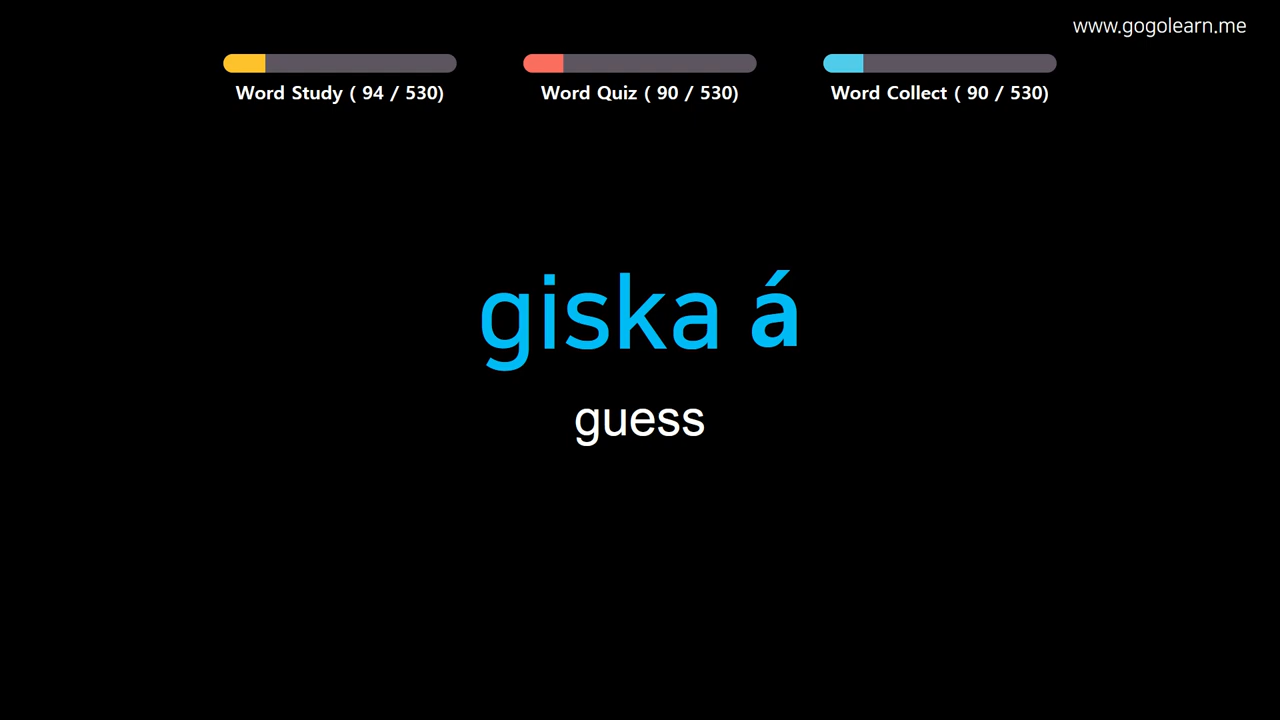 www.gogolearn.me
Word Study ( 94 / 530)
Word Quiz ( 90 / 530)
Word Collect ( 90 / 530)
giska á
guess